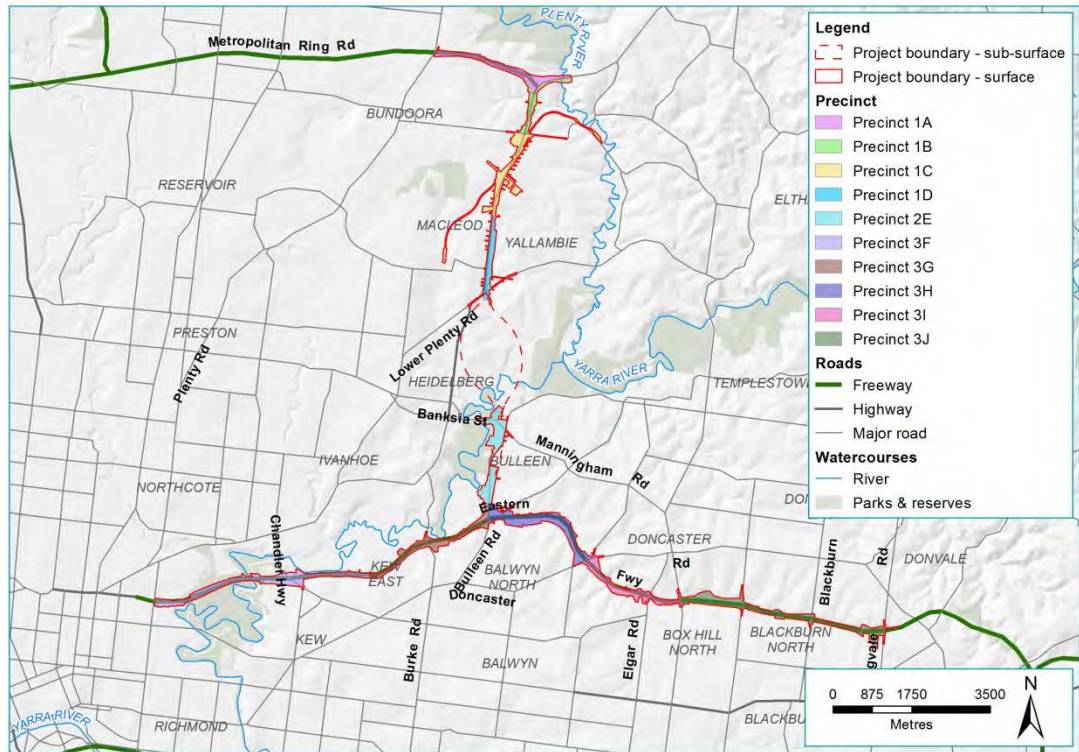 PLENTY
RIVER
Metropolitan Ring Rd
BUNDOORA
RESERVOIR
MACLEOD
YALLAMBIE
PRESTON
Plenty Rd
Lower Plenty Rd
HEIDELBERG
YARRA RIVER
TEMPLESTOW
Banksia St
Manningham
Rd
IVANHOE
BULLEEN
NORTHCOTE
Eastern
Chandler Hwy
KEW
EAST
Bulleen Rd
BALWYN
NORTH
Doncaster
DONCASTER
Rd
Fwy
Blackburn
Rd
DONVALE
KEW
Burke Rd
BALWYN
Elgar Rd
BOX HILL
NORTH
BLACKBURN
NORTH
gvale
RICHMOND
YARRA RIVER
BLACKBU
ELTH
DON
Legend
Project boundary - sub-surface
Project boundary - surface
Precinct
Precinct 1A
Precinct 1B
Precinct 1C
Precinct 1D
Precinct 2E
Precinct 3F
Precinct 3G
Precinct 3H
Precinct 3I
Precinct 3J
Roads
Freeway
Highway
Major road
Watercourses
River
Parks & reserves
0 875 1750 3500
Metres
N